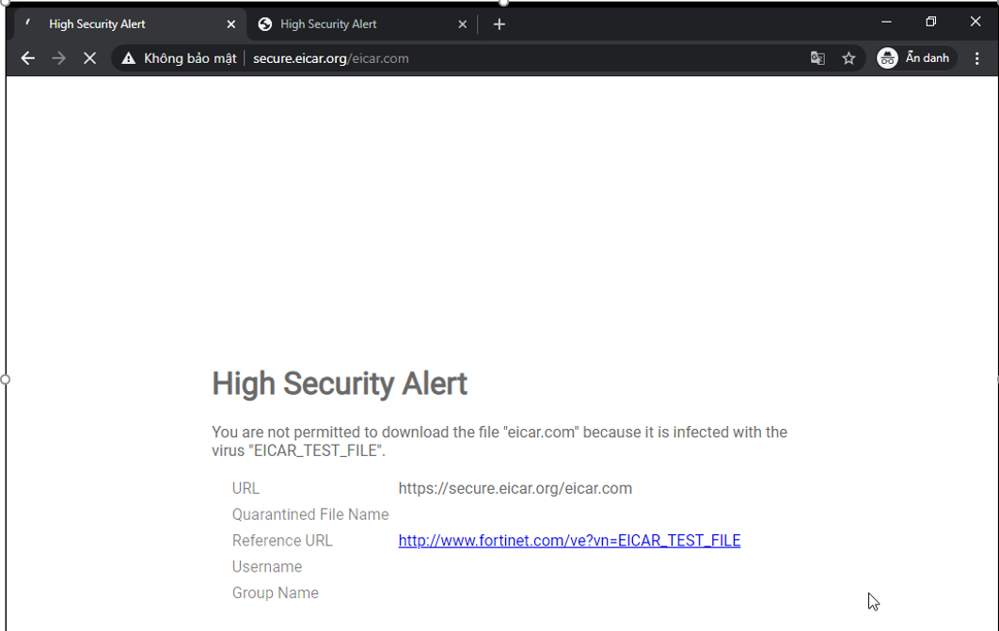 High Security Alert
High Security Alert
Không bảo mật
secure.eicar.org/eicar.com
Ẩn danh
High Security Alert
You are not permitted to download the file "eicar.com" because it is infected with the
virus "EICAR_TEST_FILE".
URL https://secure.eicar.org/eicar.com
Quarantined File Name
Reference URL http://www.fortinet.com/ve?vn=EICAR_TEST_FILE
Username
Group Name